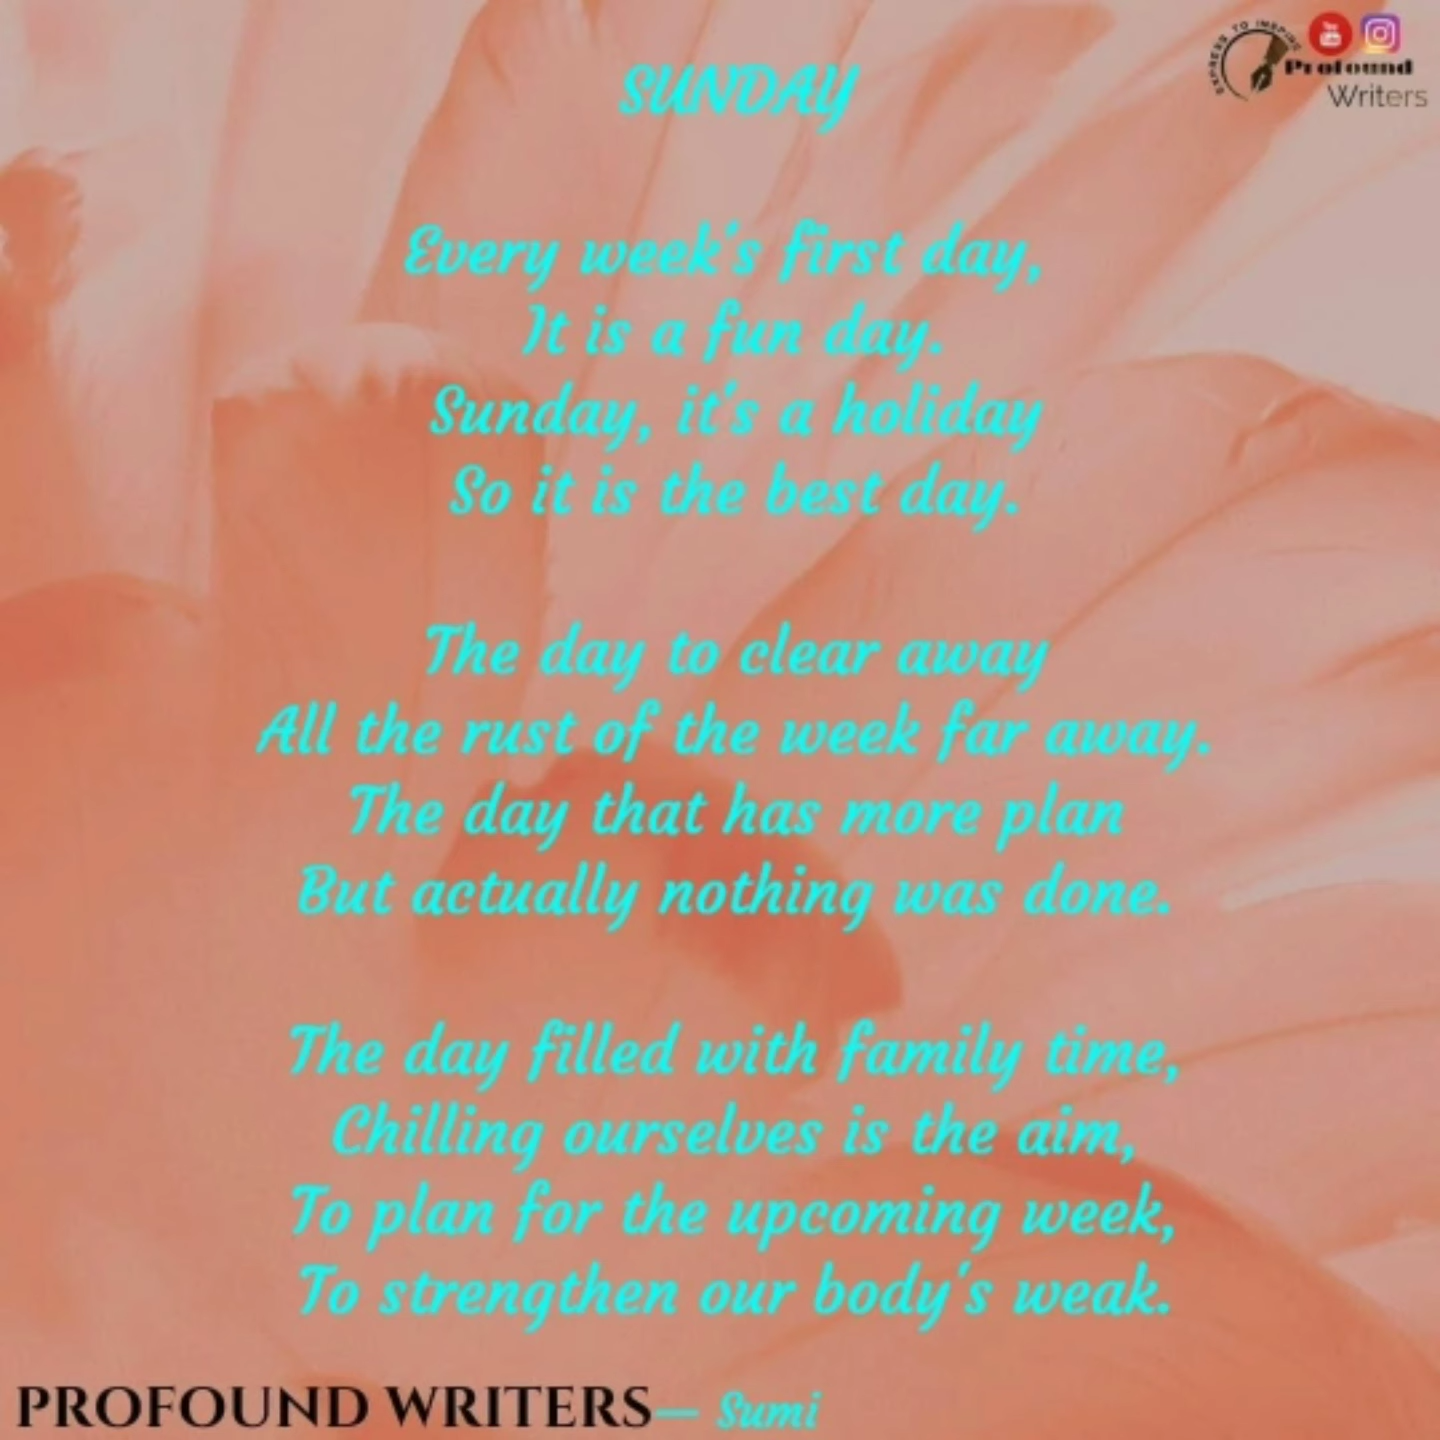 EXPRESS TO INSPIRE
Profound
Writers
SUNDAY
Every week's first day,
It is a fun day.
Sunday, it's a holiday
So it is the best day.
The day to clear away
All the rust of the week far away.
The day that has more plan
But actually nothing was done.
The day filled with family time,
Chilling ourselves is the aim,
To plan for the upcoming week,
To strengthen our body's weak.
PROFOUND WRITERS— Sumi